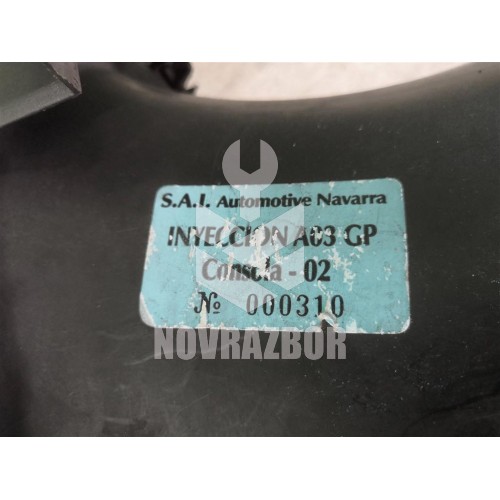 S.A.I. Automotive Navarra
INYECCION A03 GP
Consola - 02
№ 000310
NOVRAZBOR